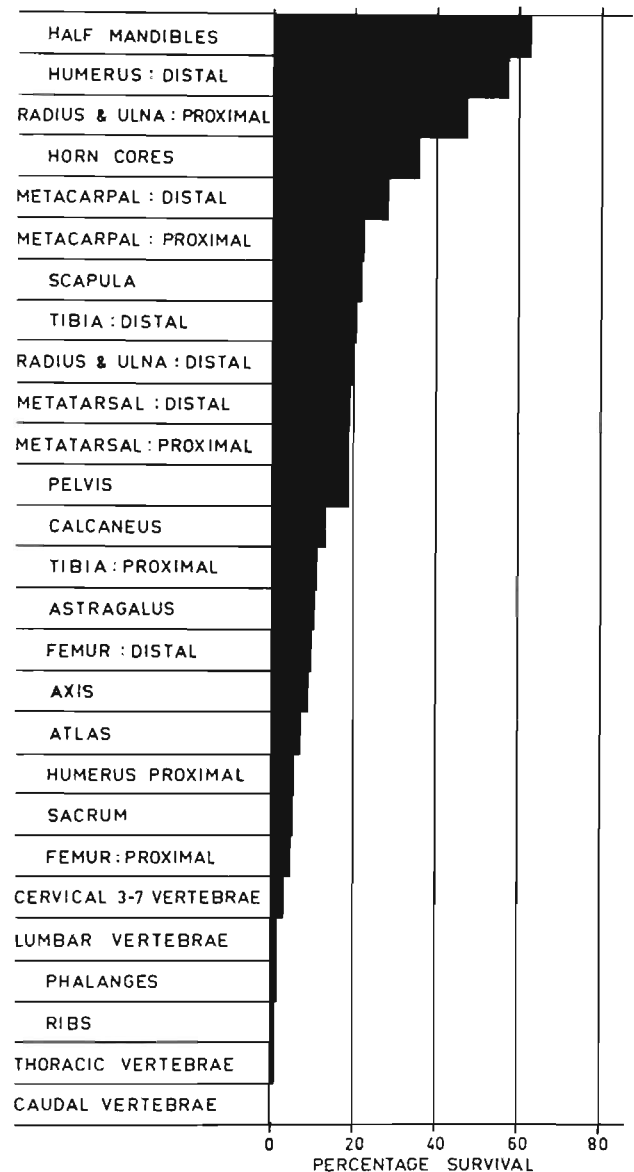 HALF MANDIBLES
HUMERUS : DISTAL
RADIUS & ULNA : PROXIMAL
HORN CORES
METACARPAL : DISTAL
METACARPAL : PROXIMAL
SCAPULA
TIBIA : DISTAL
RADIUS & ULNA : DISTAL
METATARSAL : DISTAL
METATARSAL : PROXIMAL
PELVIS
CALCANEUS
TIBIA : PROXIMAL
ASTRAGALUS
FEMUR : DISTAL
AXIS
ATLAS
HUMERUS PROXIMAL
SACRUM
FEMUR : PROXIMAL
CERVICAL 3-7 VERTEBRAE
LUMBAR VERTEBRAE
PHALANGES
RIBS
THORACIC VERTEBRAE
CAUDAL VERTEBRAE
0 20 40 60 80
PERCENTAGE SURVIVAL